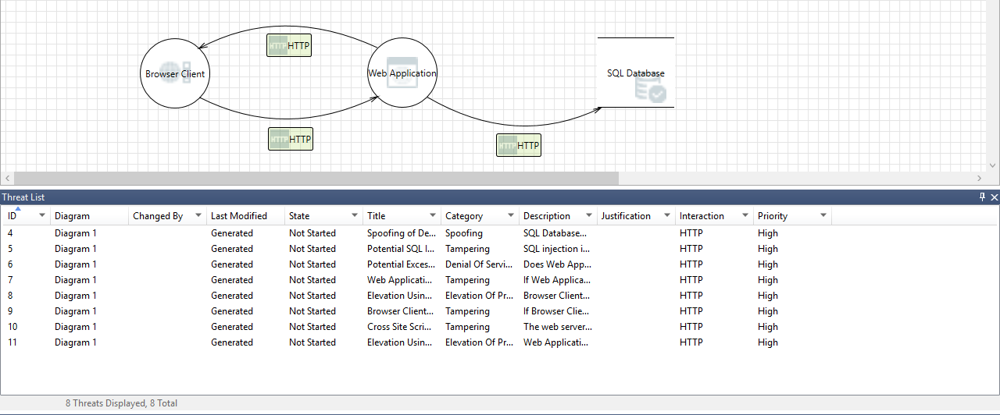 HTTP
Browser Client
Web Application
SQL Database
HTTP
HTTP
Threat List
ID Diagram Changed By Last Modified State Title Category Description Justification Interaction Priority
4 Diagram 1 Generated Not Started Spoofing of De... Spoofing SQL Database... HTTP High
5 Diagram 1 Generated Not Started Potential SQL I... Tampering SQL injection i... HTTP High
6 Diagram 1 Generated Not Started Potential Exces... Denial Of Servi... Does Web App... HTTP High
7 Diagram 1 Generated Not Started Web Applicati... Tampering If Web Applica... HTTP High
8 Diagram 1 Generated Not Started Elevation Usin... Elevation Of Pr... Browser Client... HTTP High
9 Diagram 1 Generated Not Started Browser Client... Tampering If Browser Clie... HTTP High
10 Diagram 1 Generated Not Started Cross Site Scri... Tampering The web server... HTTP High
11 Diagram 1 Generated Not Started Elevation Usin... Elevation Of Pr... Web Applicati... HTTP High
8 Threats Displayed, 8 Total